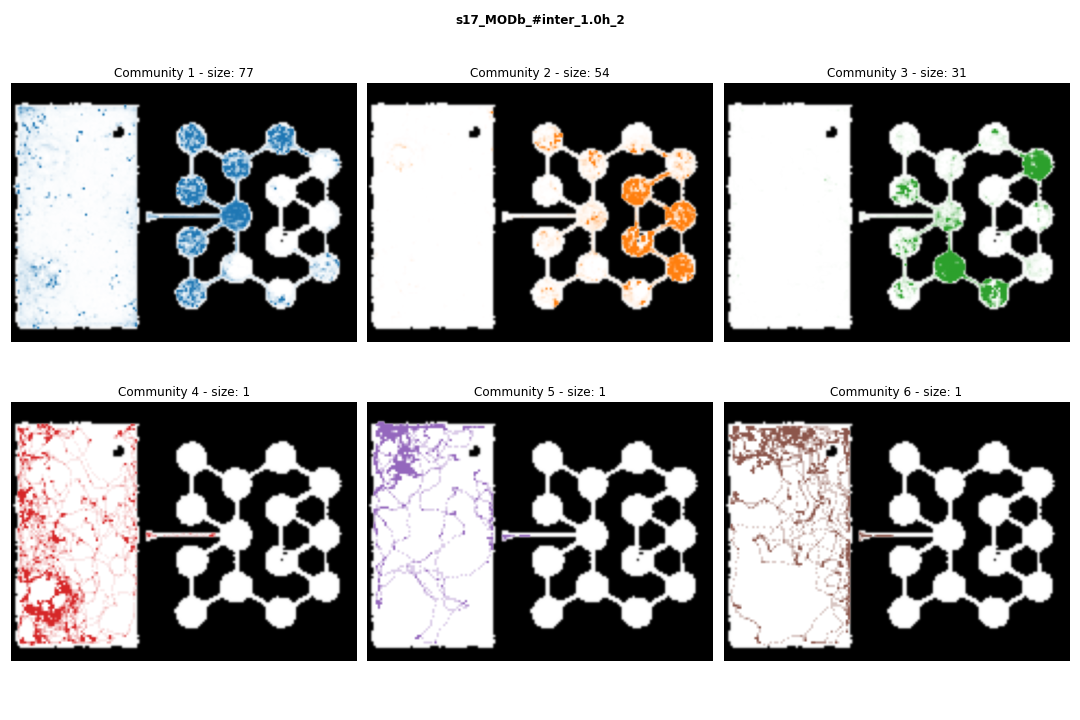 s17_MODb_#inter_1.0h_2
Community 1 - size: 77
Community 2 - size: 54
Community 3 - size: 31
Community 4 - size: 1
Community 5 - size: 1
Community 6 - size: 1